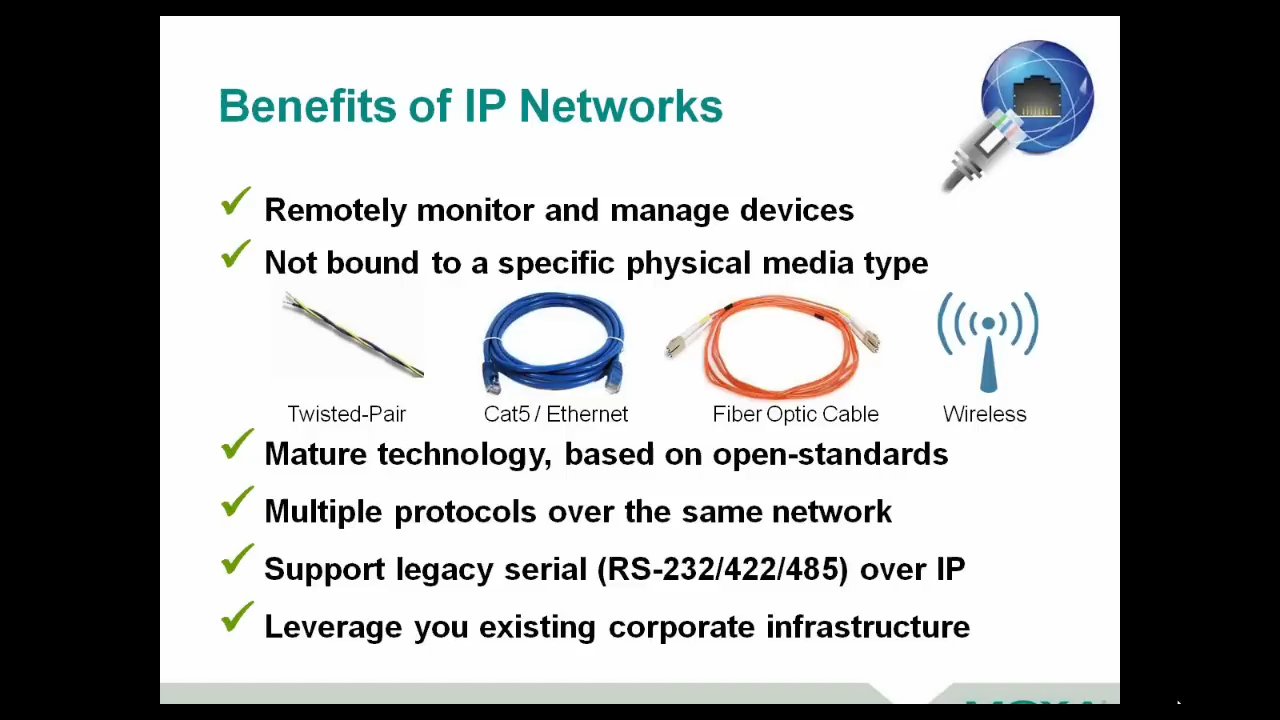 Benefits of IP Networks
Remotely monitor and manage devices
Not bound to a specific physical media type
Twisted-Pair Cat5 / Ethernet Fiber Optic Cable Wireless
Mature technology, based on open-standards
Multiple protocols over the same network
Support legacy serial (RS-232/422/485) over IP
Leverage you existing corporate infrastructure